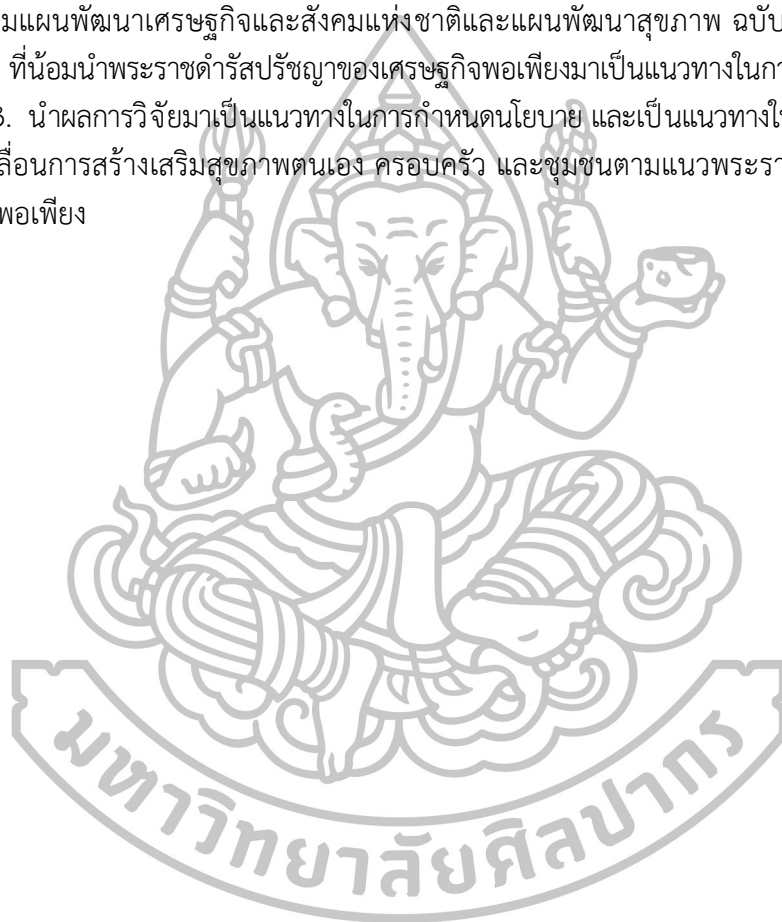 มแผนพัฒนาเศรษฐกิจและสังคมแห่งชาติและแผนพัฒนาสุขภาพ ฉบับ
ที่น้อมนำพระราชดำรัสปรัชญาของเศรษฐกิจพอเพียงมาเป็นแนวทางในกา
3. นำผลการวิจัยมาเป็นแนวทางในการกำหนดนโยบาย และเป็นแนวทางใ
ลื่อนการสร้างเสริมสุขภาพตนเอง ครอบครัว และชุมชนตามแนวพระรา
พอเพียง
มหาวิทยาลัยศิลปากร